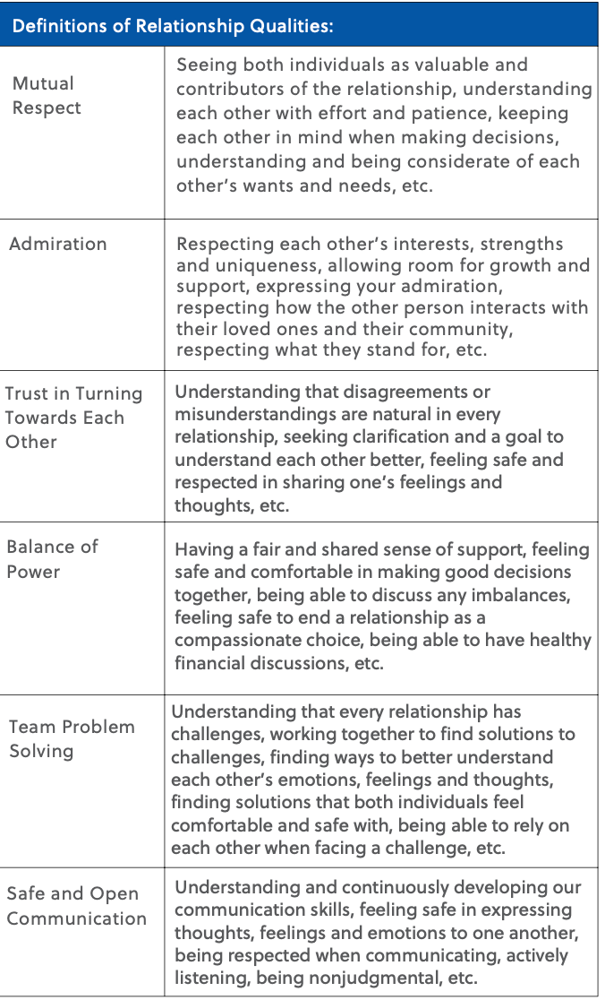 Definitions of Relationship Qualities:
Mutual
Respect
Seeing both individuals as valuable and
contributors of the relationship, understanding
each other with effort and patience, keeping
each other in mind when making decisions,
understanding and being considerate of each
other’s wants and needs, etc.
Admiration
Respecting each other’s interests, strengths
and uniqueness, allowing room for growth and
support, expressing your admiration,
respecting how the other person interacts with
their loved ones and their community,
respecting what they stand for, etc.
Trust in Turning
Towards Each
Other
Understanding that disagreements or
misunderstandings are natural in every
relationship, seeking clarification and a goal to
understand each other better, feeling safe and
respected in sharing one’s feelings and
thoughts, etc.
Balance of
Power
Having a fair and shared sense of support, feeling
safe and comfortable in making good decisions
together, being able to discuss any imbalances,
feeling safe to end a relationship as a
compassionate choice, being able to have healthy
financial discussions, etc.
Team Problem
Solving
Understanding that every relationship has
challenges, working together to find solutions to
challenges, finding ways to better understand
each other’s emotions, feelings and thoughts,
finding solutions that both individuals feel
comfortable and safe with, being able to rely on
each other when facing a challenge, etc.
Safe and Open
Communication
Understanding and continuously developing our
communication skills, feeling safe in expressing
thoughts, feelings and emotions to one another,
being respected when communicating, actively
listening, being nonjudgmental, etc.